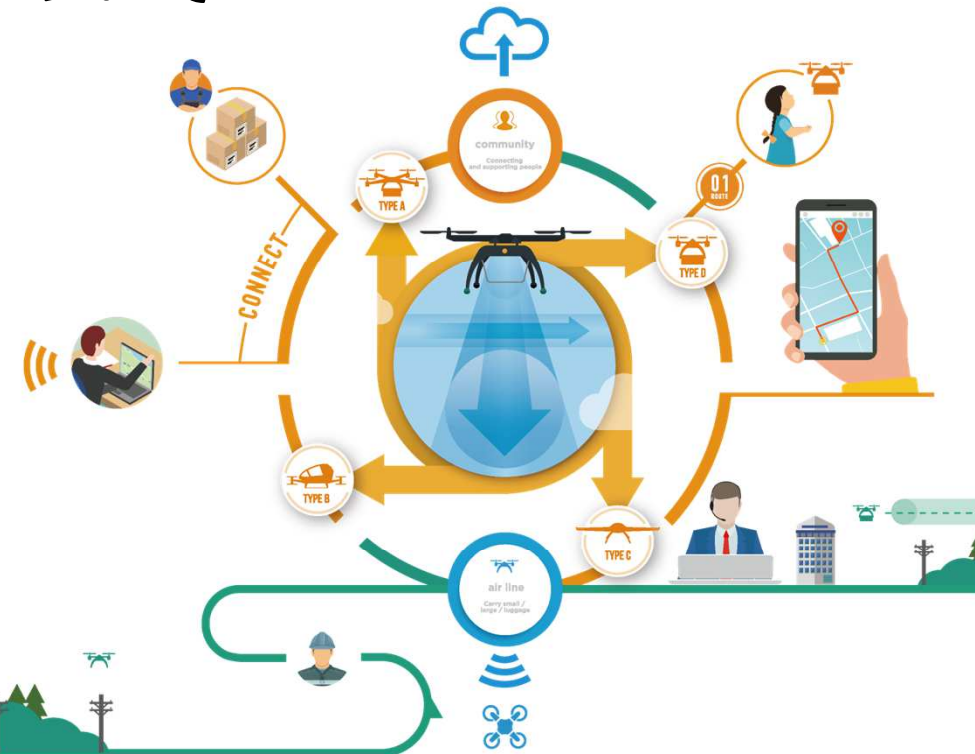 community
Connecting
and supporting people
TYPE A
01
ROUTE
TYPE D
CONNECT
TYPE B
TYPE C
air line
Carry small /
large / luggage